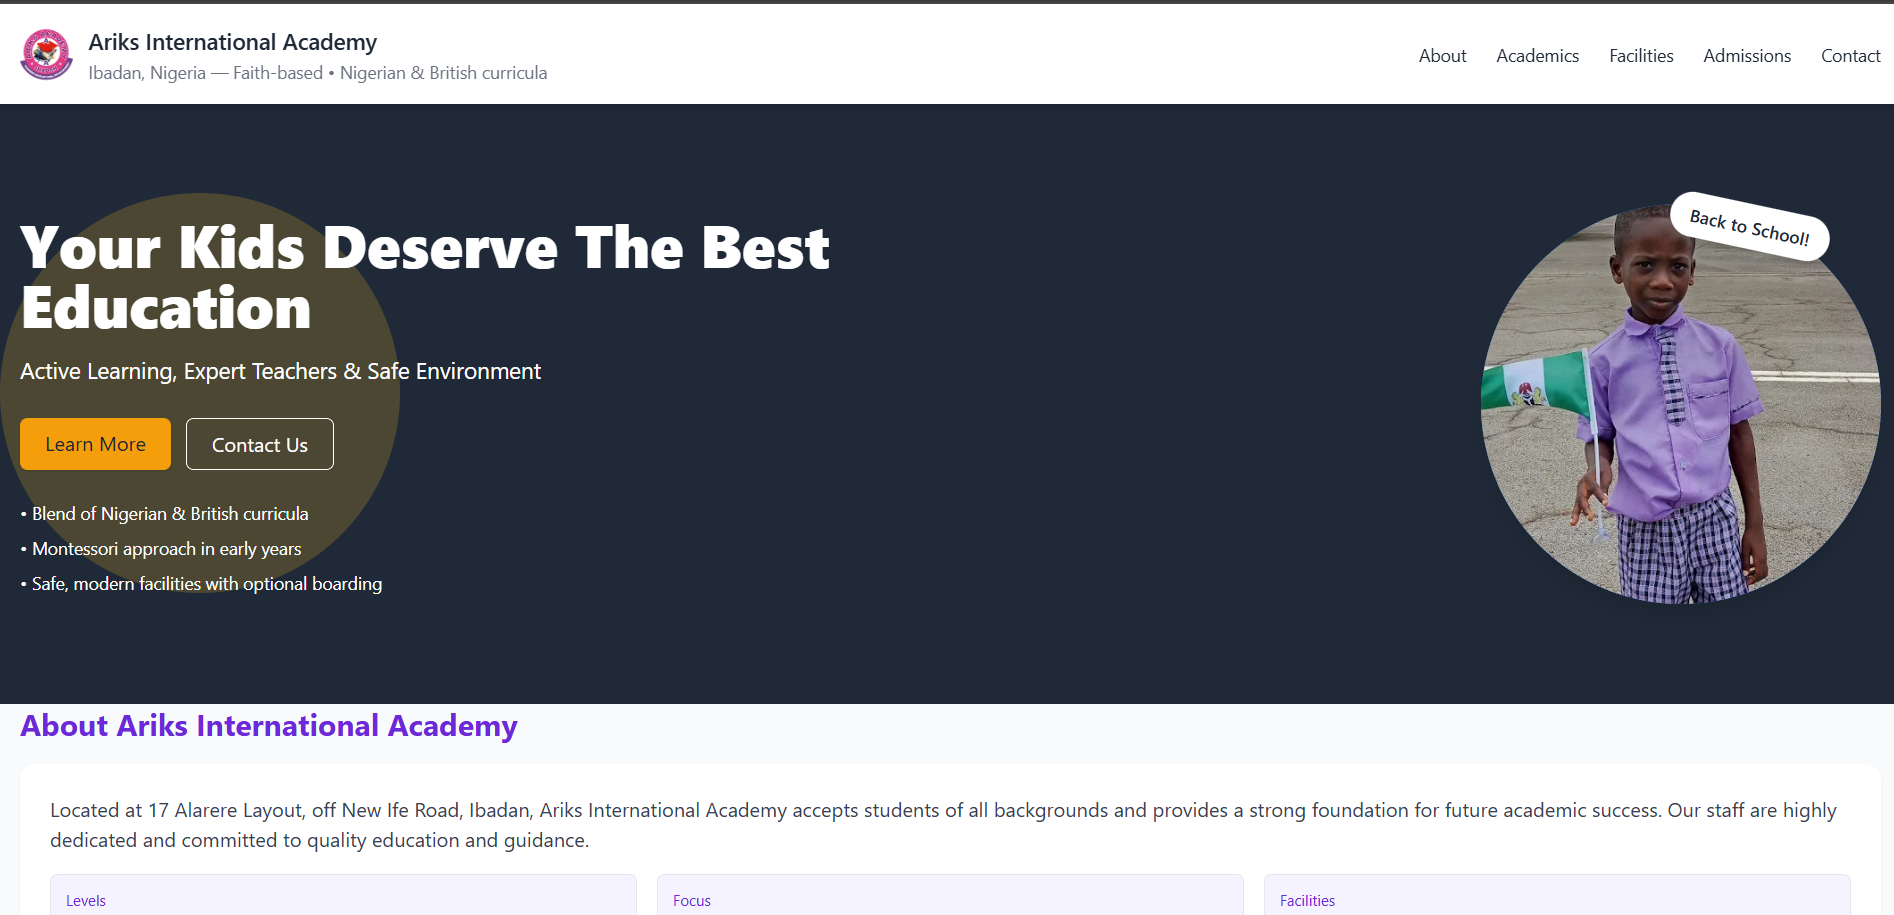 Ariks International Academy
Ibadan, Nigeria — Faith-based • Nigerian & British curricula
About Academics Facilities Admissions Contact
Your Kids Deserve The Best
Education
Active Learning, Expert Teachers & Safe Environment
Learn More Contact Us
• Blend of Nigerian & British curricula
• Montessori approach in early years
• Safe, modern facilities with optional boarding
Back to School!
About Ariks International Academy
Located at 17 Alarere Layout, off New Ife Road, Ibadan, Ariks International Academy accepts students of all backgrounds and provides a strong foundation for future academic success. Our staff are highly
dedicated and committed to quality education and guidance.
Levels Focus Facilities